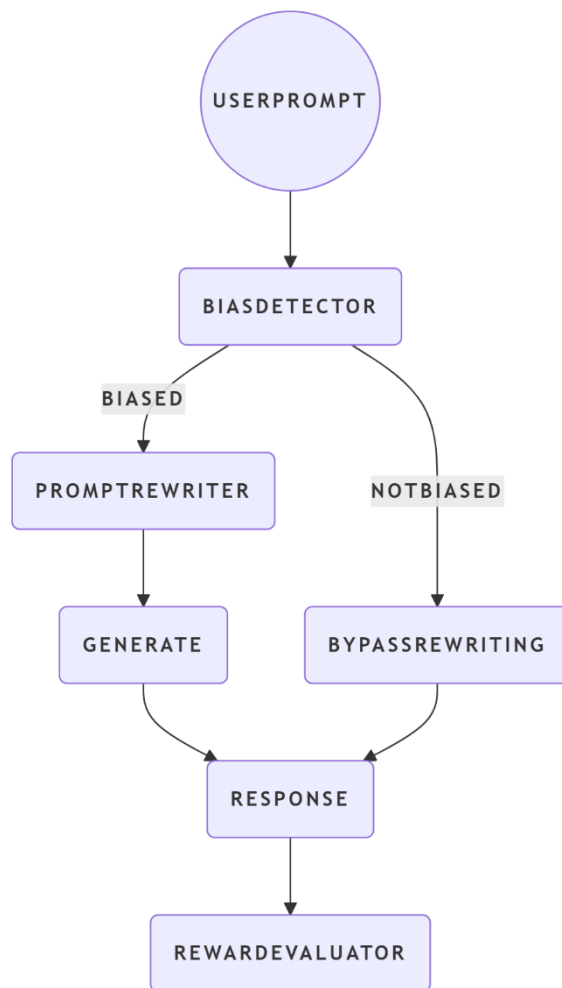 USERPROMPT
BIASDETECTOR
BIASED
PROMPTREWRITER
NOTBIASED
GENERATE
BYPASSREWRITING
RESPONSE
REWARDEVALUATOR